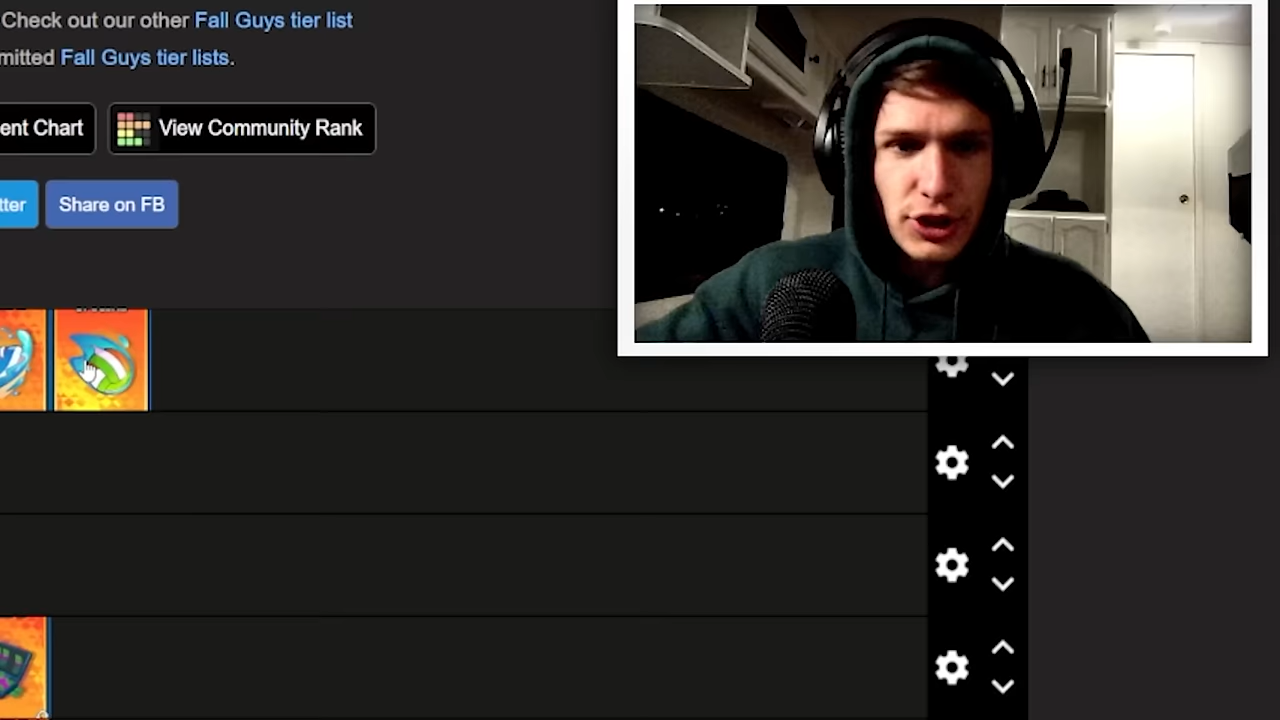 Check out our other Fall Guys tier list
mitted Fall Guys tier lists.
ent Chart
View Community Rank
tter
Share on FB